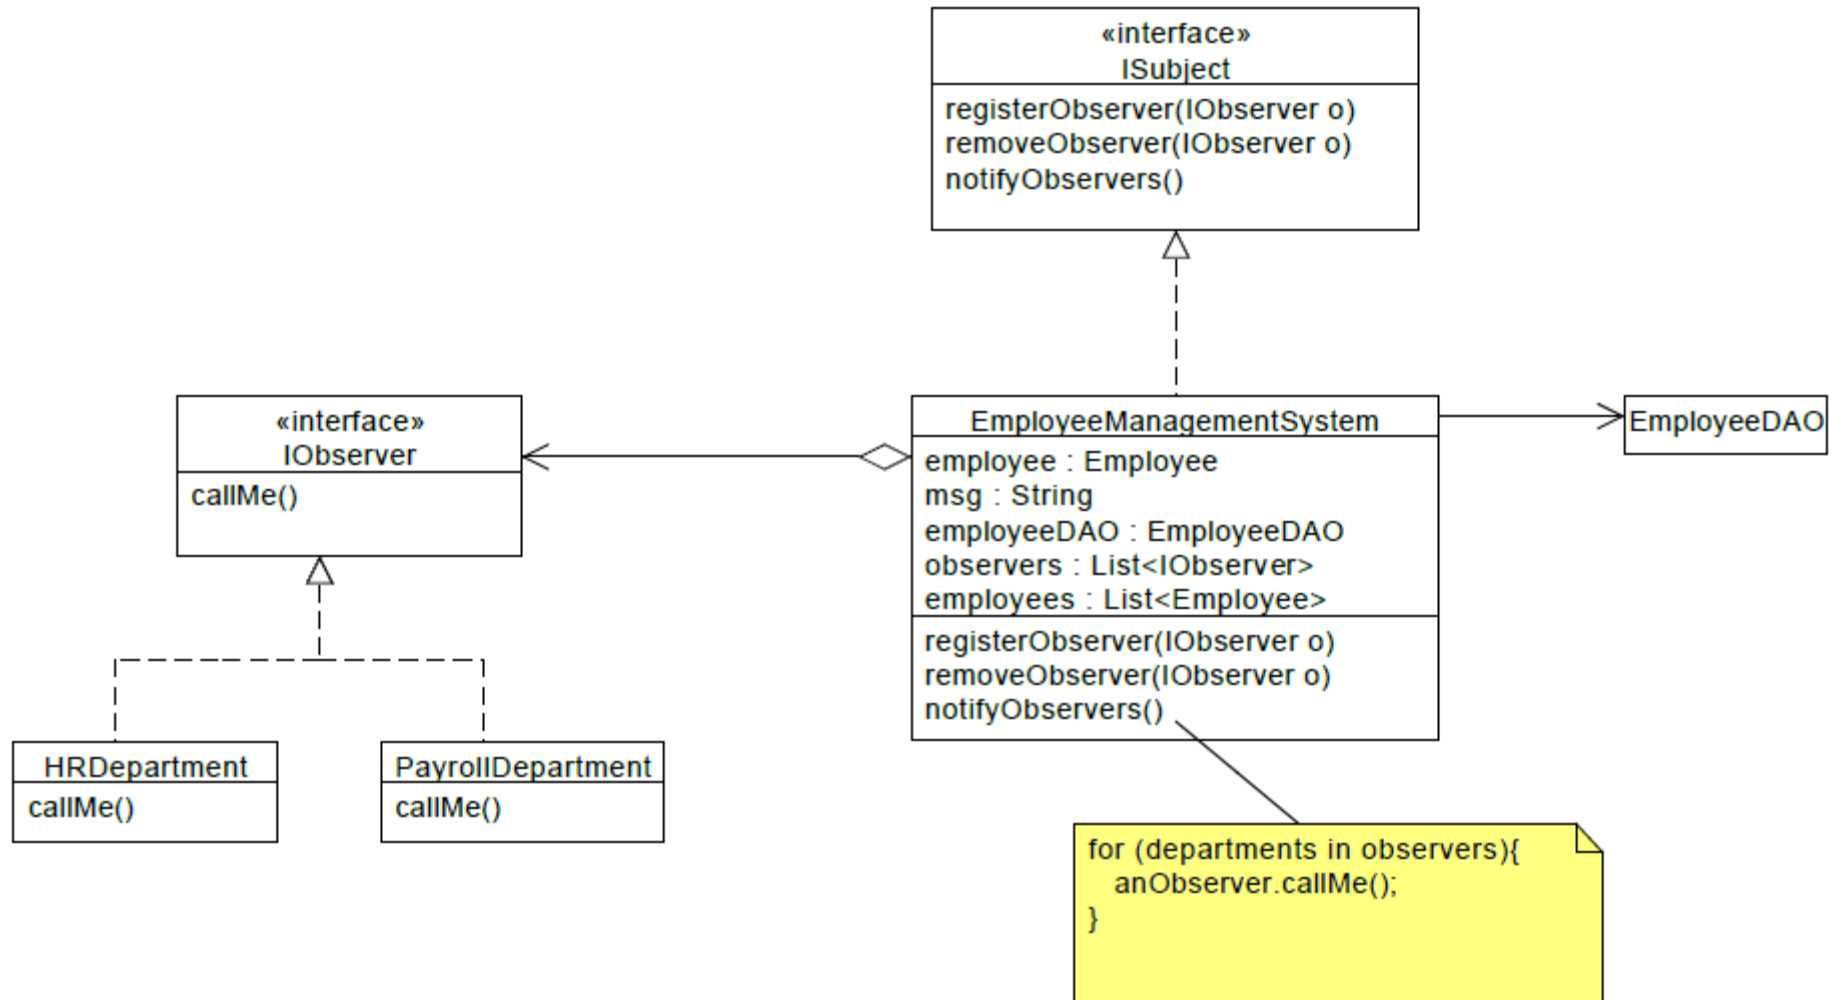 «interface»
ISubject
registerObserver(IObserver o)
removeObserver(IObserver o)
notifyObservers()
«interface»
IObserver
callMe()
EmployeeManagementSystem
employee : Employee
msg : String
employeeDAO : EmployeeDAO
observers : List<IObserver>
employees : List<Employee>
registerObserver(IObserver o)
removeObserver(IObserver o)
notifyObservers()
EmployeeDAO
HRDepartment
callMe()
PayrollDepartment
callMe()
for (departments in observers){
anObserver.callMe();
}